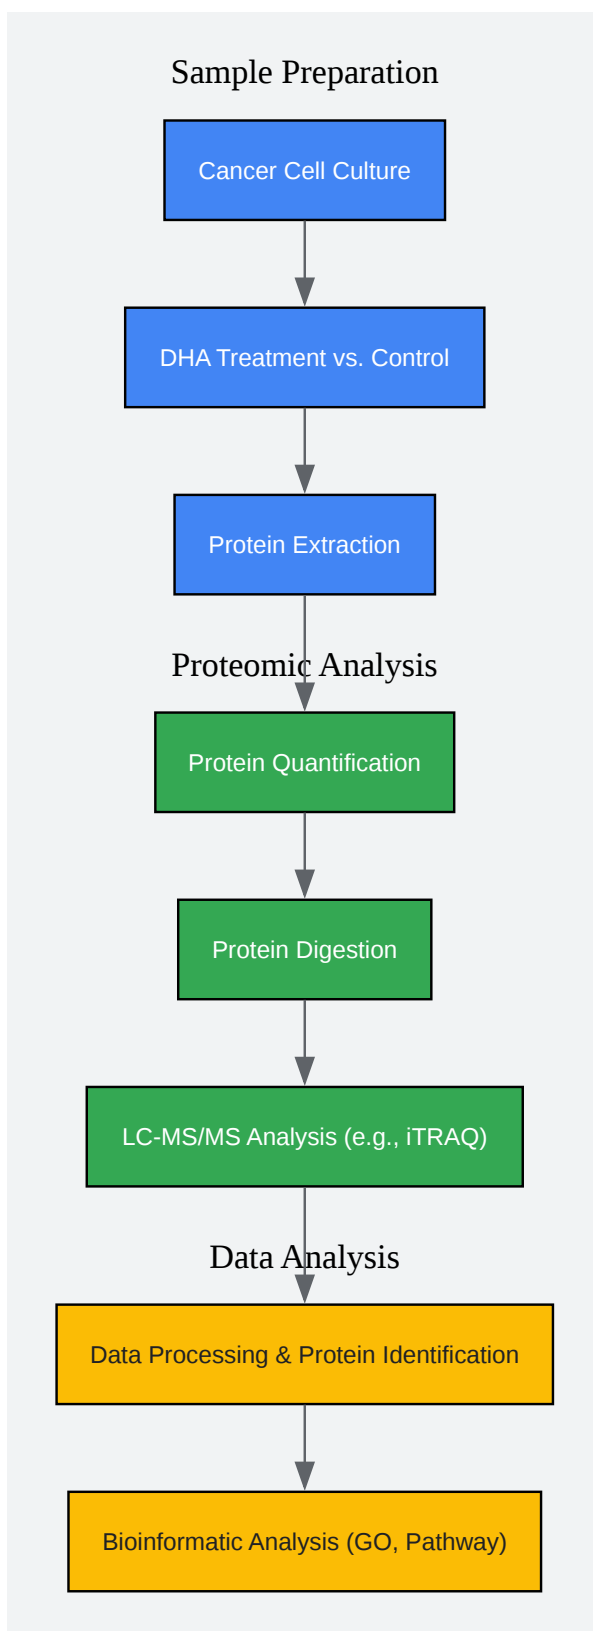 Sample Preparation
Cancer Cell Culture
DHA Treatment vs. Control
Protein Extraction
Proteomic Analysis
Protein Quantification
Protein Digestion
LC-MS/MS Analysis (e.g., iTRAQ)
Data Analysis
Data Processing & Protein Identification
Bioinformatic Analysis (GO, Pathway)